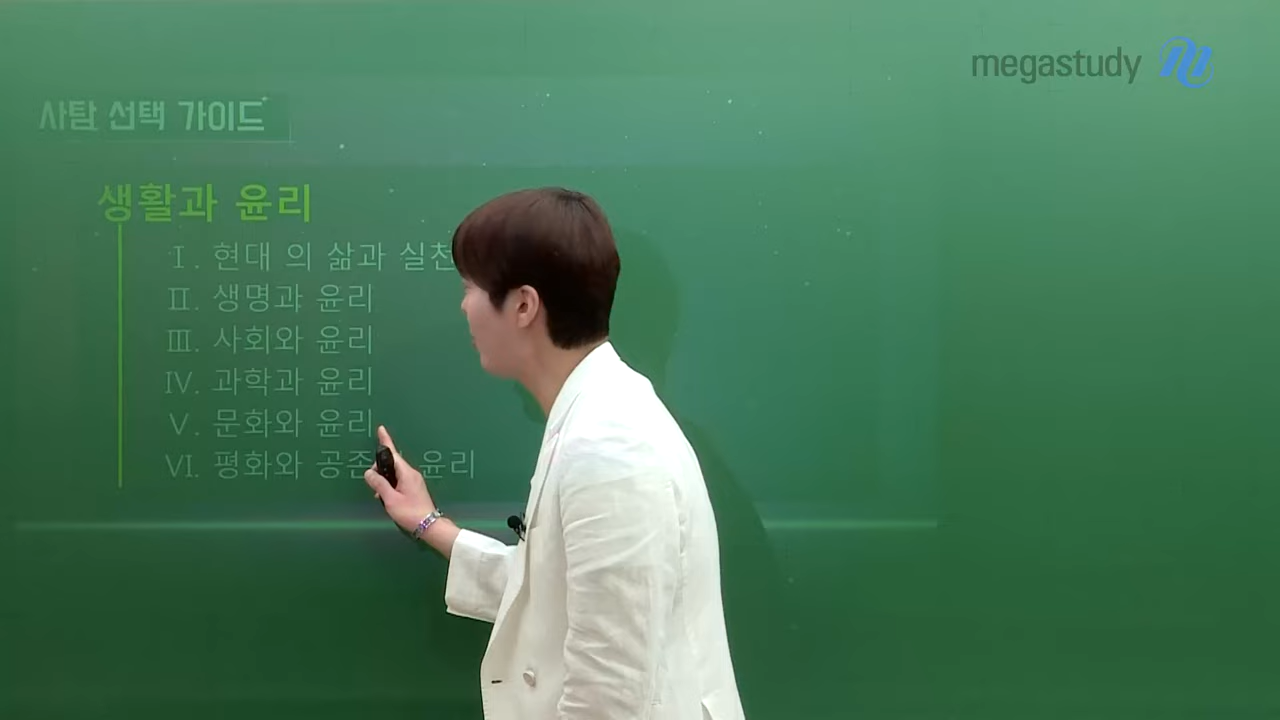 megastudy
사탐 선택 가이드
생활과 윤리
Ⅰ. 현대 의 삶과 실천
Ⅱ. 생명과 윤리
Ⅲ. 사회와 윤리
Ⅳ. 과학과 윤리
Ⅴ. 문화와 윤리
Ⅵ. 평화와 공존 윤리